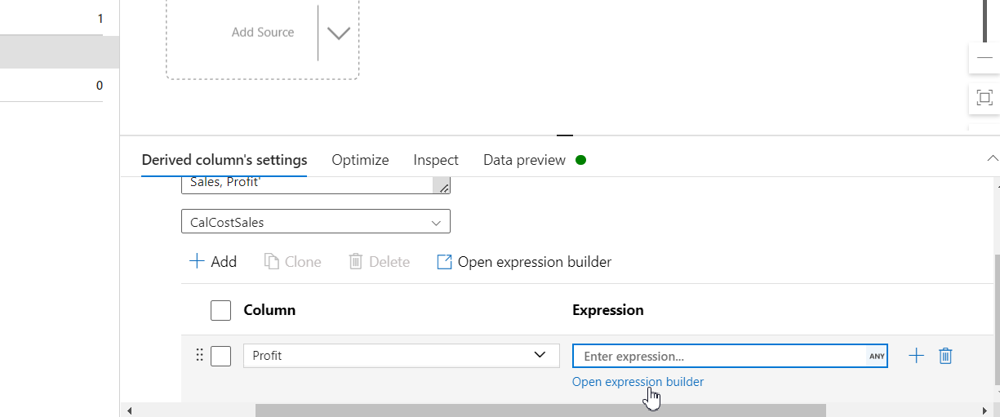 1
0
Add Source
Derived column's settings Optimize Inspect Data preview
Sales, Profit'
CalCostSales
Add Clone Delete Open expression builder
Column Expression
Profit Enter expression... ANY
Open expression builder